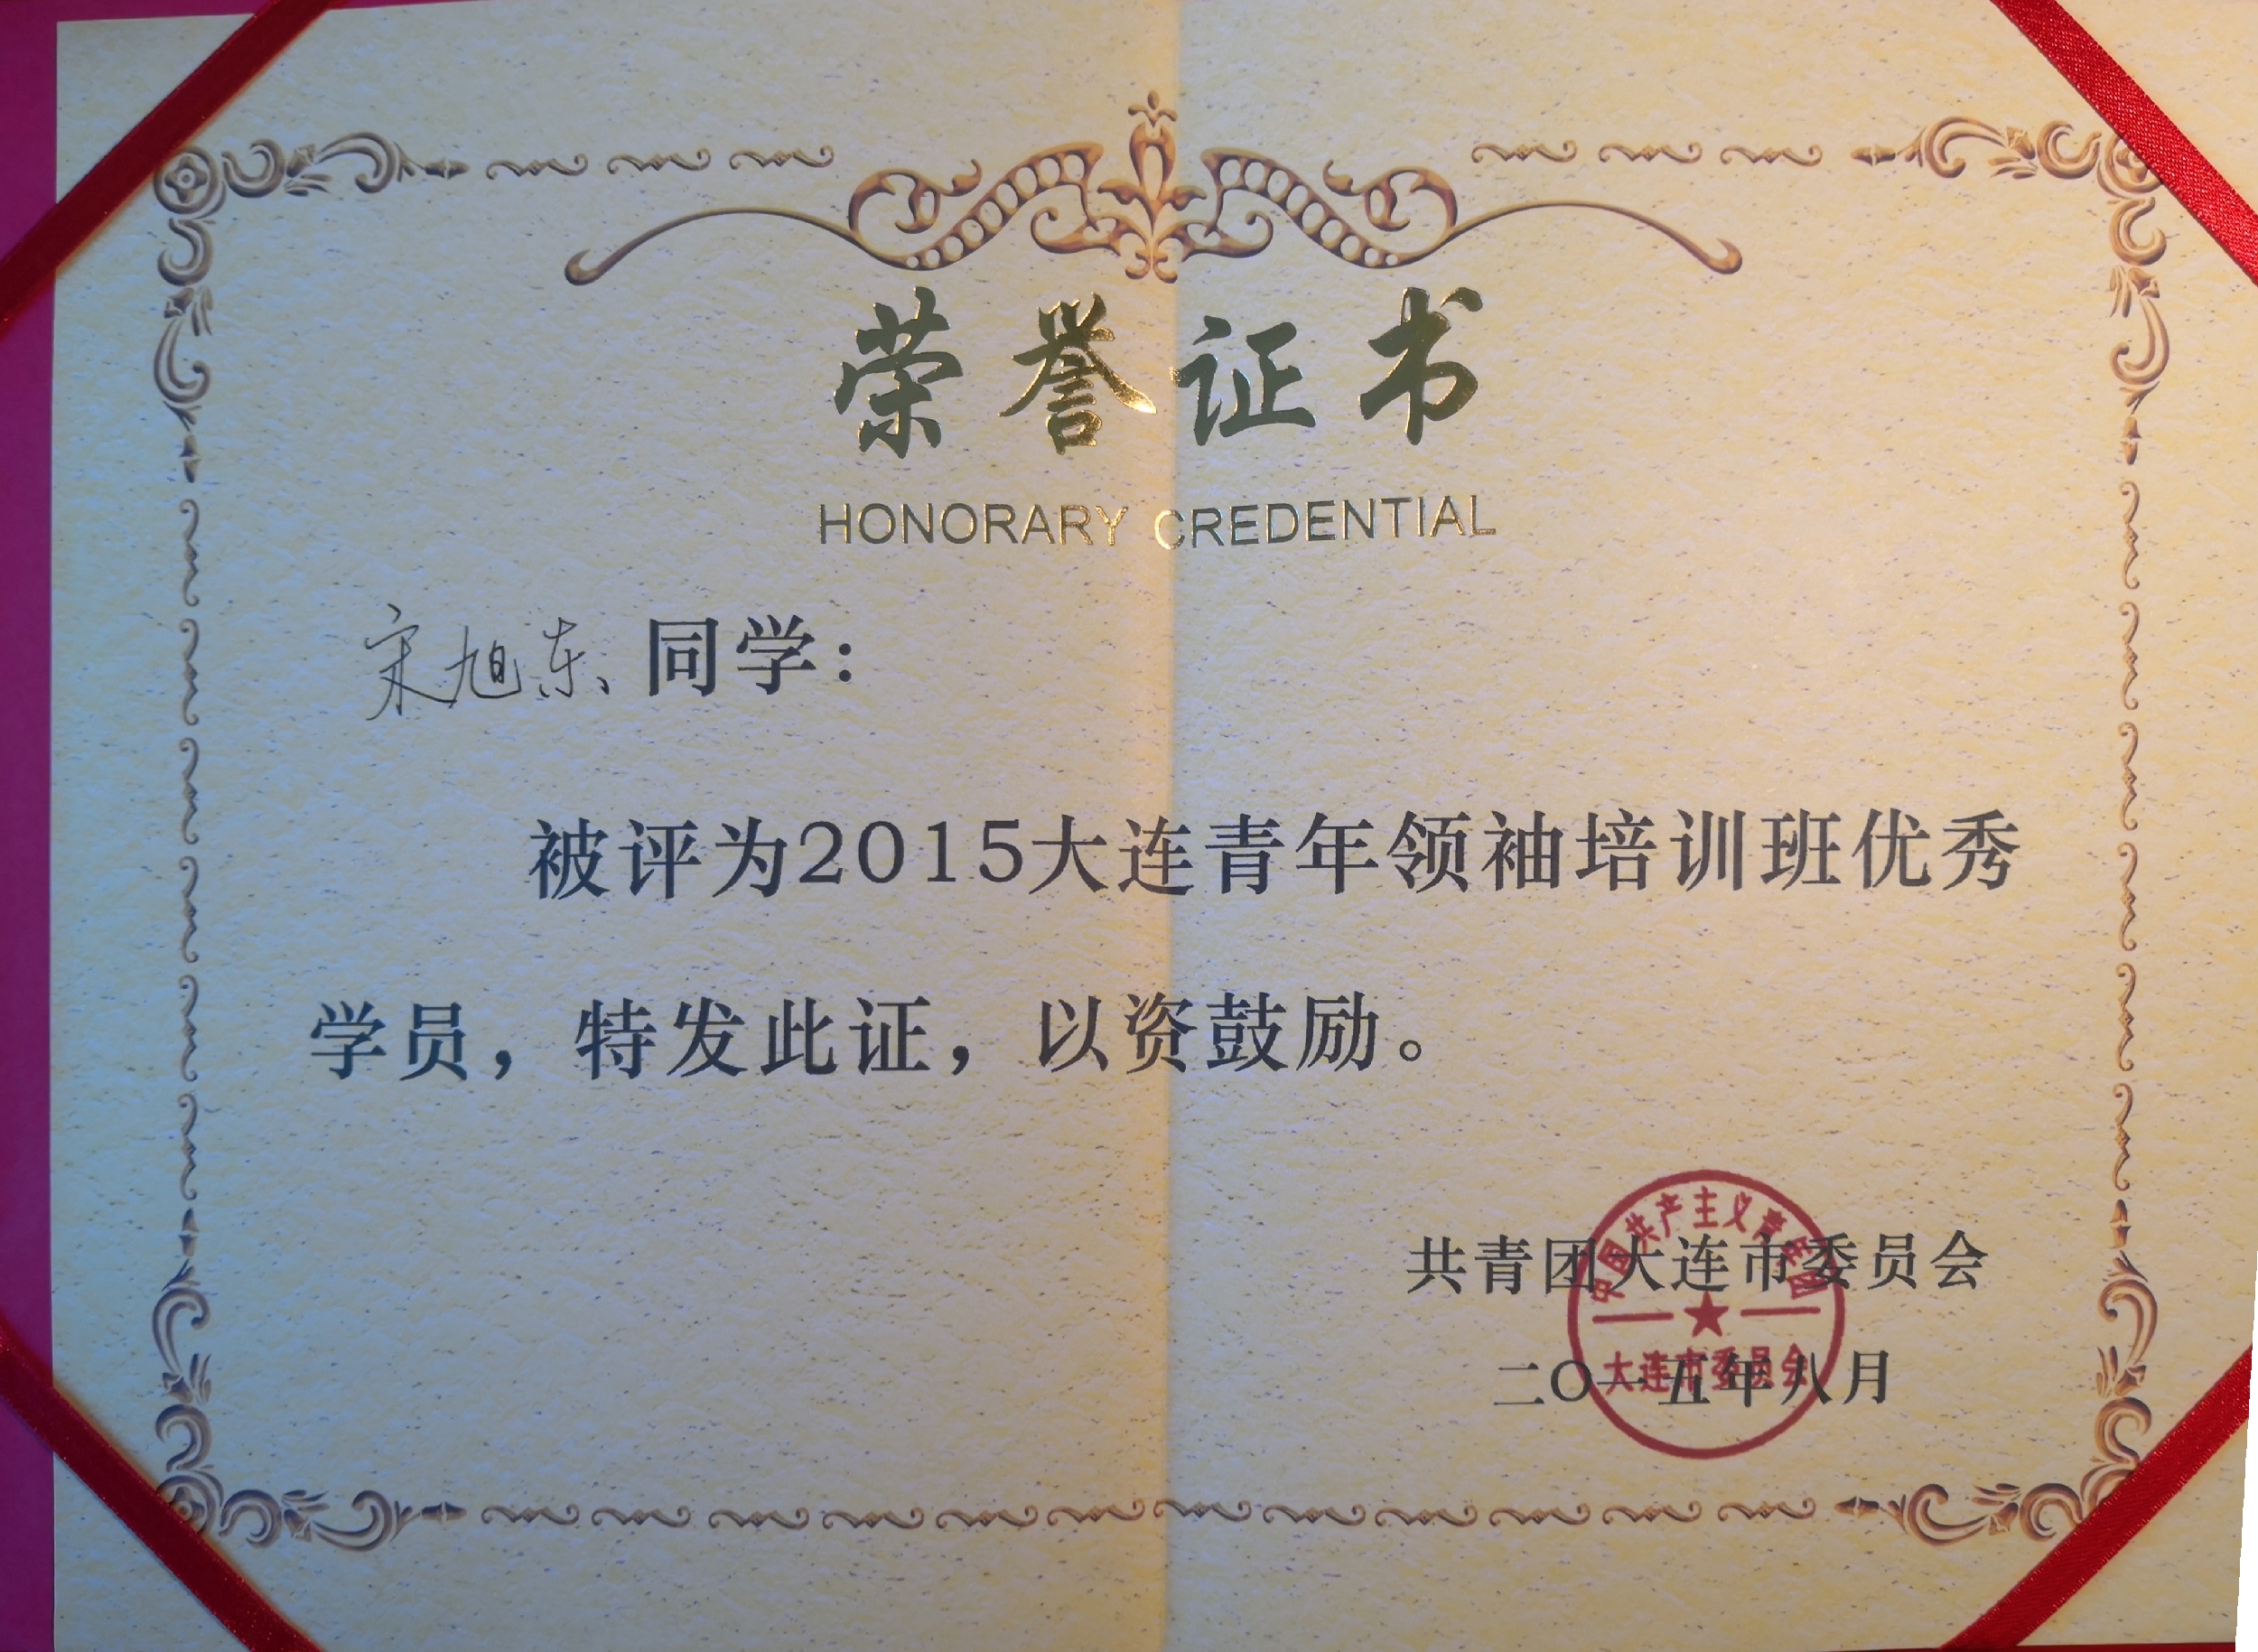 荣誉证书
HONORARY CREDENTIAL
宋旭东 同学：
被评为2015大连青年领袖培训班优秀
学员，特发此证，以资鼓励。
中国共产主义青年团
共青团大连市委员会
大连市委员会
二〇一五年八月